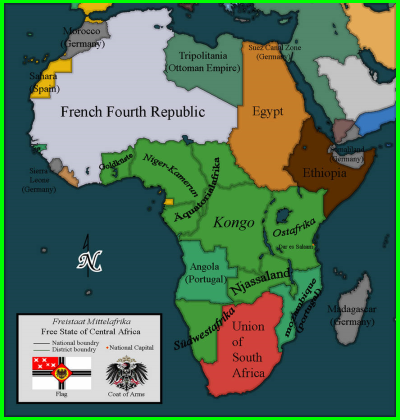 Morocco
(Germany)
Tripolitania
(Ottoman Empire)
Suez Canal Zone
(Germany)
Sahara
(Spain)
French Fourth Republic
Egypt
Somaliland
(Germany)
Ethiopia
Sierra
Leone
(Germany)
Goldküste
Niger-Kamerun
Äquatorialafrika
Kongo
Ostafrika
Dar es Salaam
Angola
(Portugal)
Njassaland
Mozambique
(Portugal)
Madagascar
(Germany)
Südwestafrika
Union
of
South
Africa
N
Freistaat Mittelafrika
Free State of Central Africa
National boundry
District boundry
National Capital
Flag
Coat of Arms